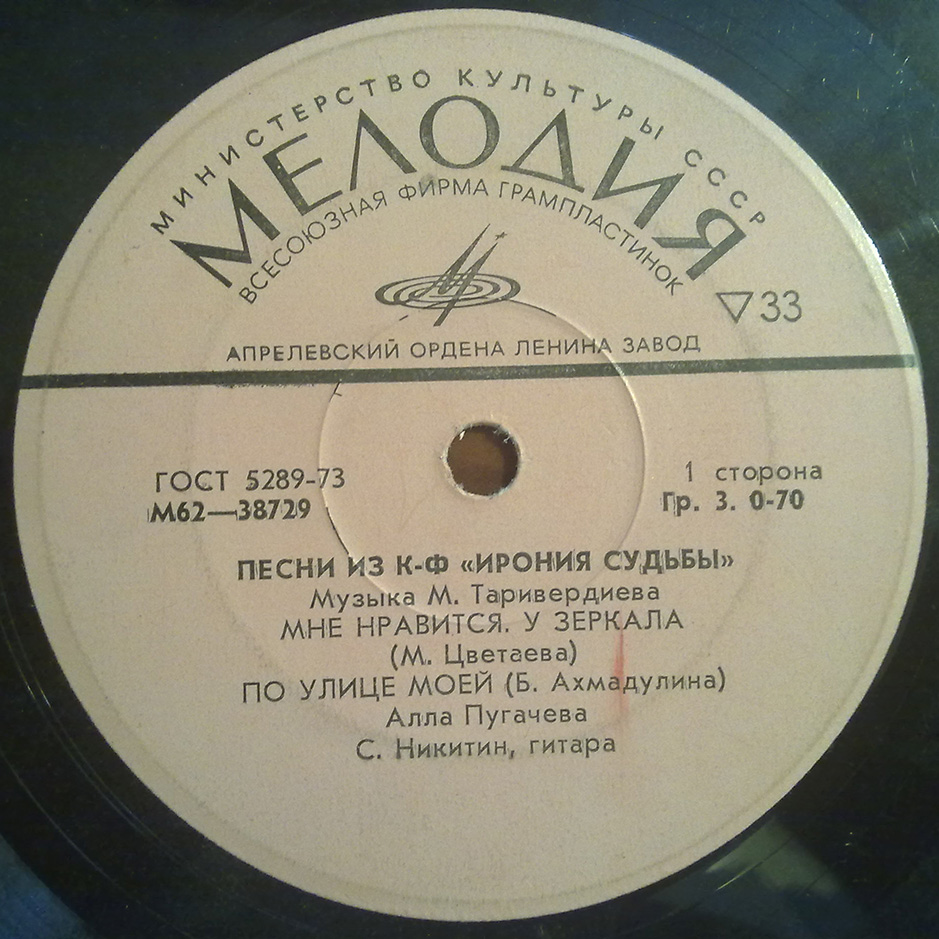 МИНИСТЕРСТВО КУЛЬТУРЫ СССР
МЕЛОДИЯ
ВСЕСОЮЗНАЯ ФИРМА ГРАМПЛАСТИНОК
33
АПРЕЛЕВСКИЙ ОРДЕНА ЛЕНИНА ЗАВОД
ГОСТ 5289-73
М62—38729
1 сторона
Гр. 3. 0-70
ПЕСНИ ИЗ К-Ф «ИРОНИЯ СУДЬБЫ»
Музыка М. Таривердиева
МНЕ НРАВИТСЯ. У ЗЕРКАЛА
(М. Цветаева)
ПО УЛИЦЕ МОЕЙ (Б. Ахмадулина)
Алла Пугачева
С. Никитин, гитара